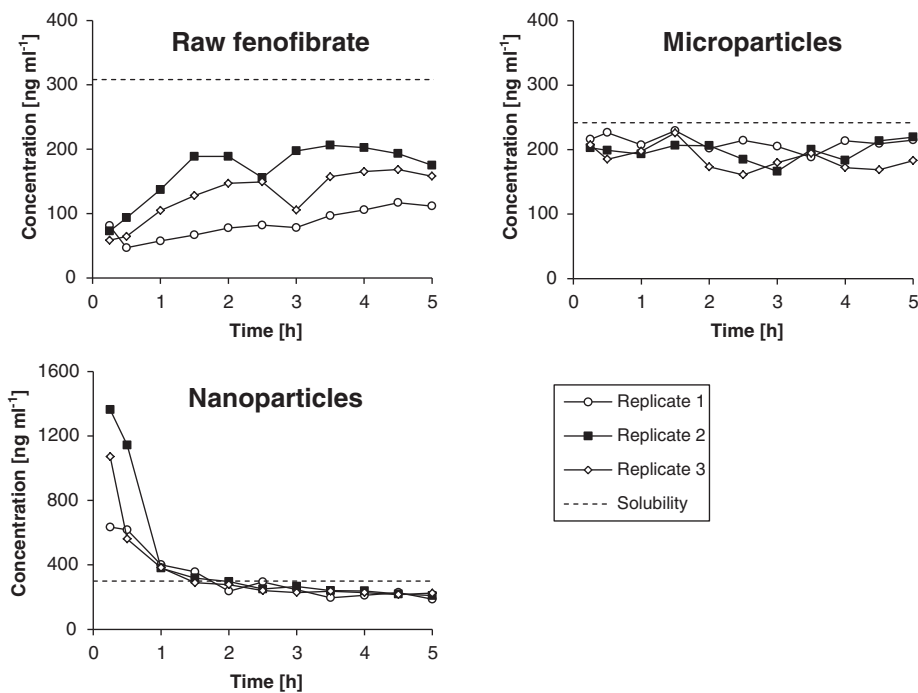 Raw fenofibrate
Concentration [ng ml-1]
400
300
200
100
0
0 1 2 3 4 5
Time [h]
Microparticles
Concentration [ng ml-1]
400
300
200
100
0
0 1 2 3 4 5
Time [h]
Nanoparticles
Concentration [ng ml-1]
1600
1200
800
400
0
0 1 2 3 4 5
Time [h]
Replicate 1
Replicate 2
Replicate 3
Solubility